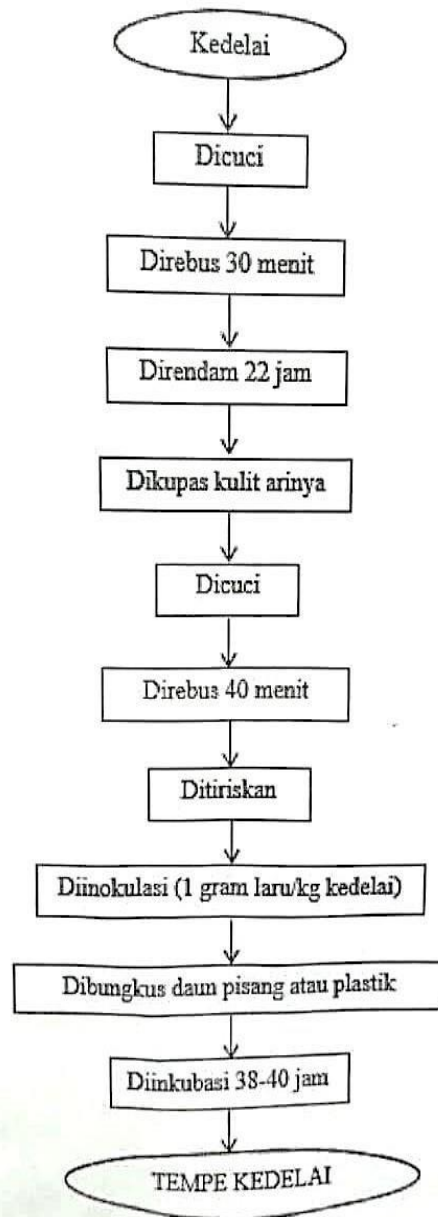 Kedelai
Dicuci
Direbus 30 menit
Direndam 22 jam
Dikupas kulit arinya
Dicuci
Direbus 40 menit
Ditiriskan
Diinokulasi (1 gram laru/kg kedelai)
Dibungkus daun pisang atau plastik
Diinkubasi 38-40 jam
TEMPE KEDELAI